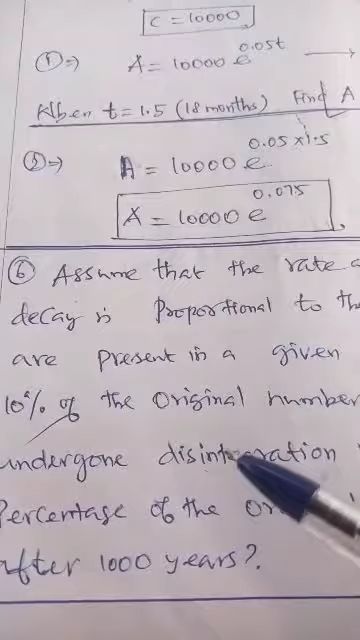 C = 10000
① ⇒ A = 10000 e^0.05t →
When t = 1.5 (18 months) Find A
⇒ A = 10000 e^0.05×1.5
A = 10000 e^0.075
⑥ Assume that the rate
decay is proportional to
are present in a given
10% of the original number
undergone disintegration
Percentage of the
after 1000 years?